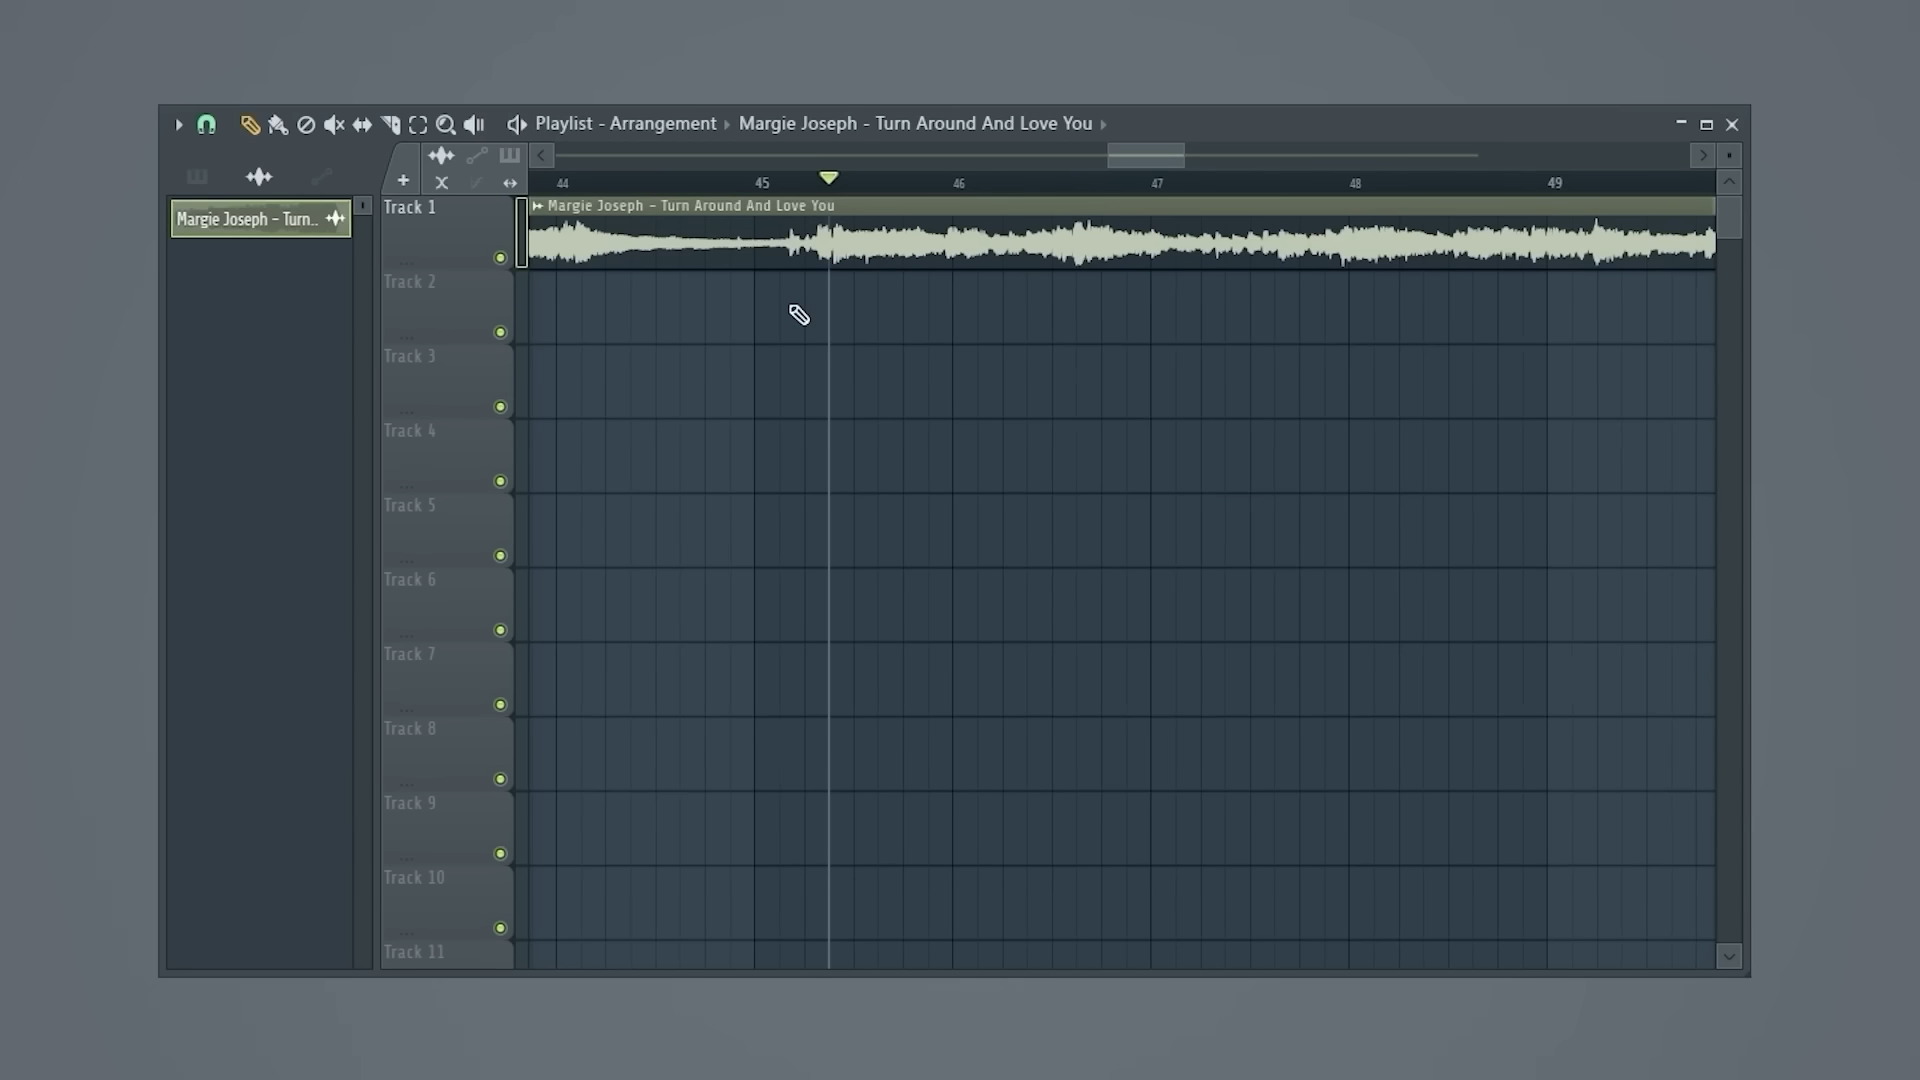 Playlist - Arrangement ▸ Margie Joseph - Turn Around And Love You ▸
44 45 46 47 48 49
Margie Joseph - Turn..
Track 1
Margie Joseph - Turn Around And Love You
Track 2
Track 3
Track 4
Track 5
Track 6
Track 7
Track 8
Track 9
Track 10
Track 11